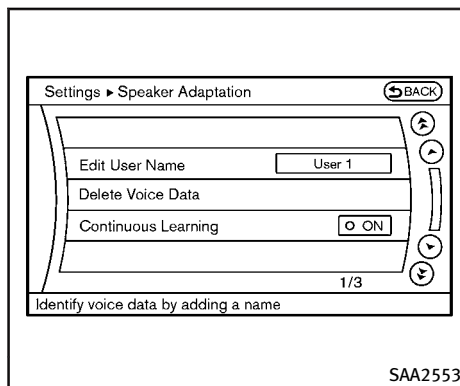 Settings ▸ Speaker Adaptation BACK
Edit User Name User 1
Delete Voice Data
Continuous Learning ON
1/3
Identify voice data by adding a name
SAA2553